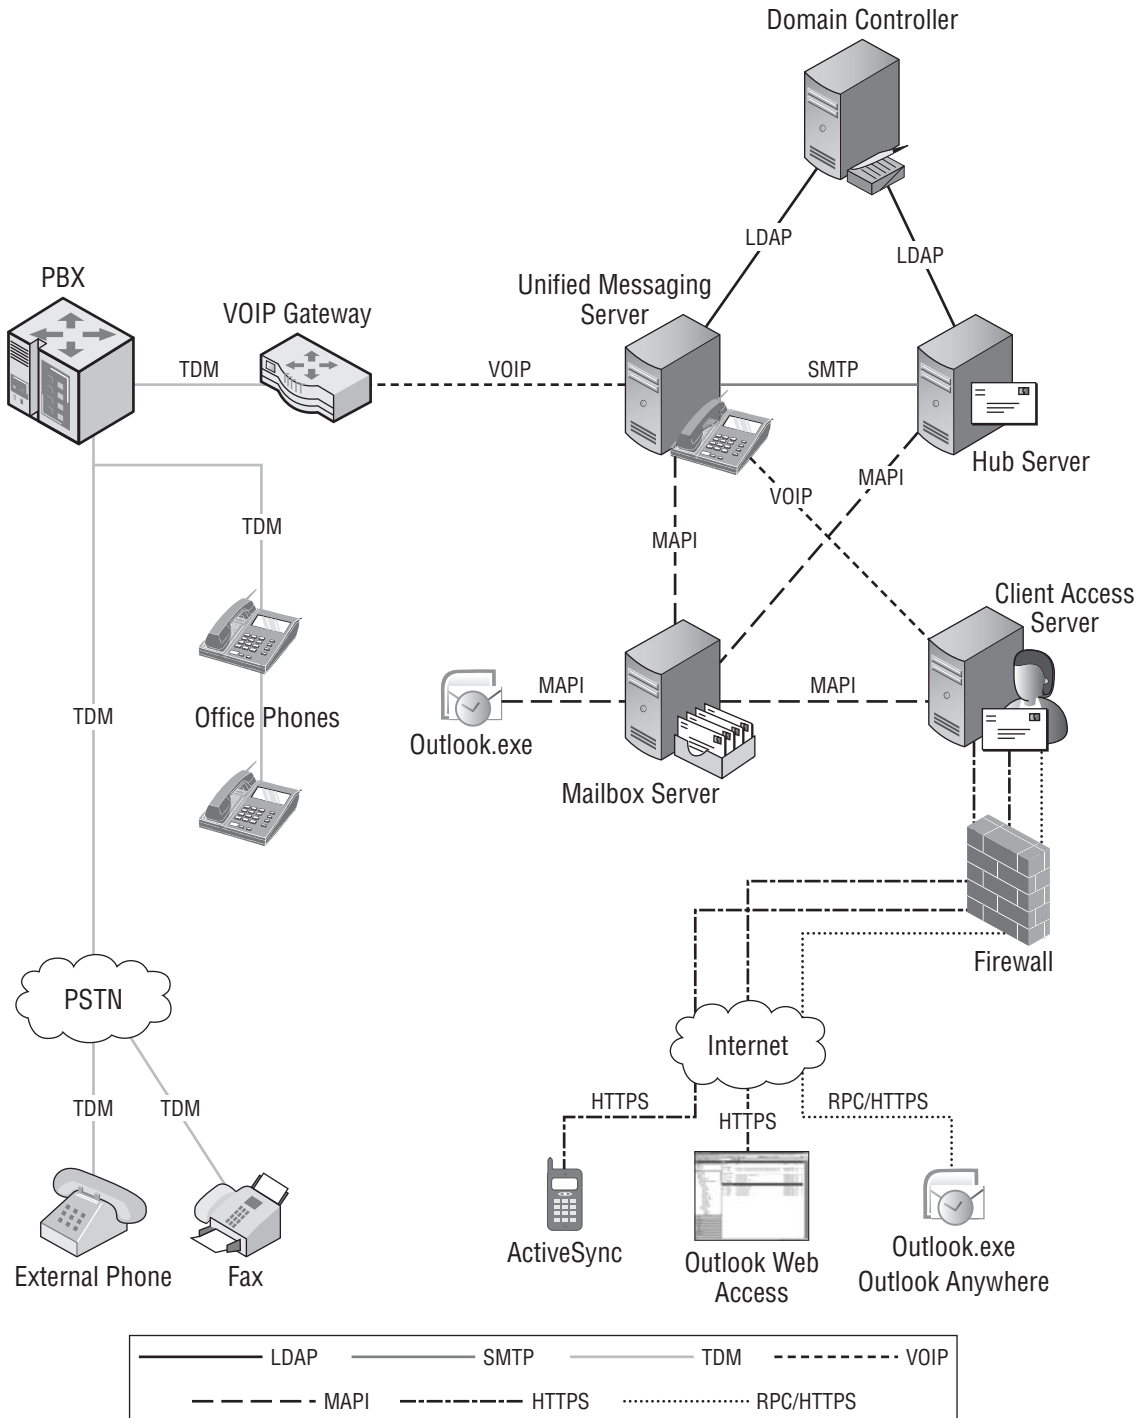 Domain Controller
LDAP
LDAP
PBX
VOIP Gateway
Unified Messaging
Server
TDM
VOIP
SMTP
Hub Server
MAPI
VOIP
TDM
MAPI
Client Access
Server
Office Phones
TDM
MAPI
MAPI
Outlook.exe
Mailbox Server
Firewall
PSTN
Internet
TDM
TDM
HTTPS
HTTPS
RPC/HTTPS
External Phone
Fax
ActiveSync
Outlook Web
Access
Outlook.exe
Outlook Anywhere
LDAP
SMTP
TDM
VOIP
MAPI
HTTPS
RPC/HTTPS